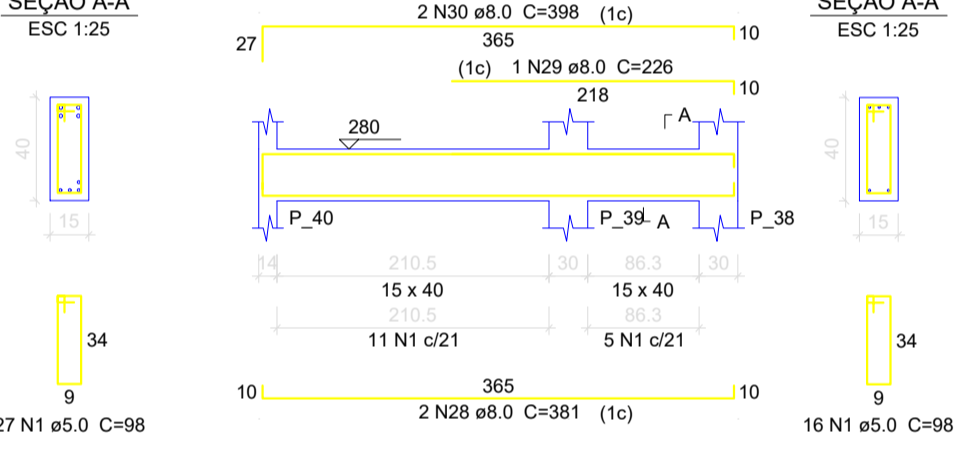 SEÇÃO A-A
ESC 1:25
40
15
34
9
27 N1 ø5.0 C=98
2 N30 ø8.0 C=398 (1c)
27
365
10
(1c) 1 N29 ø8.0 C=226
10
218
A
280
P_40
P_39
A
P_38
14
210.5
30
86.3
30
15 x 40
15 x 40
210.5
86.3
11 N1 c/21
5 N1 c/21
10
365
10
2 N28 ø8.0 C=381 (1c)
SEÇÃO A-A
ESC 1:25
40
15
34
9
16 N1 ø5.0 C=98